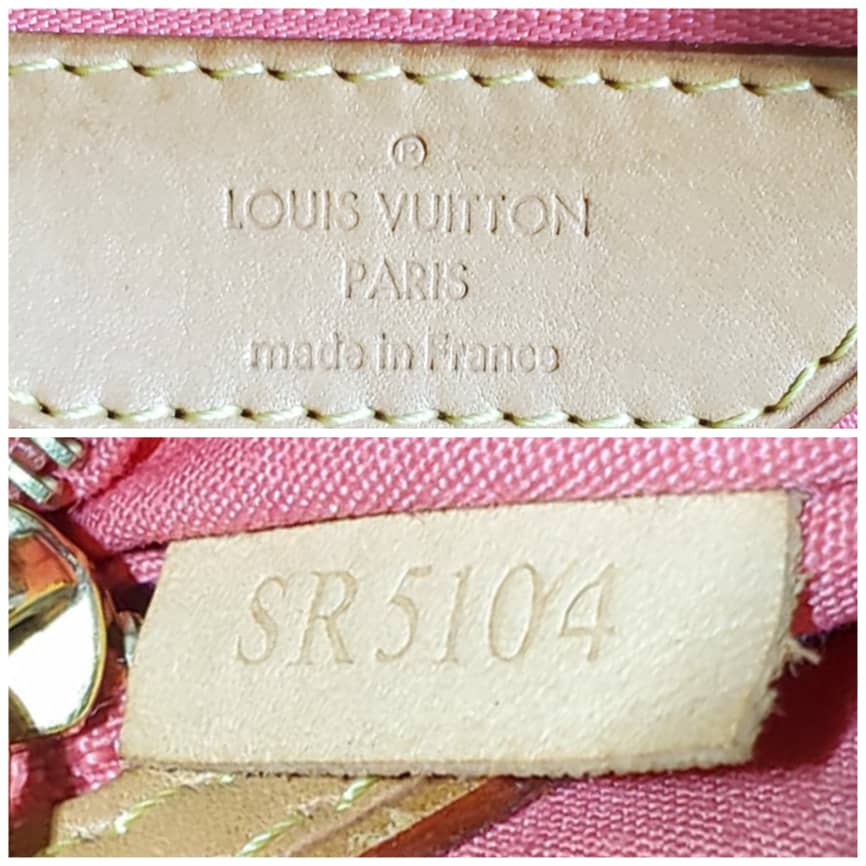 ®
LOUIS VUITTON
PARIS
made in France
SR5104